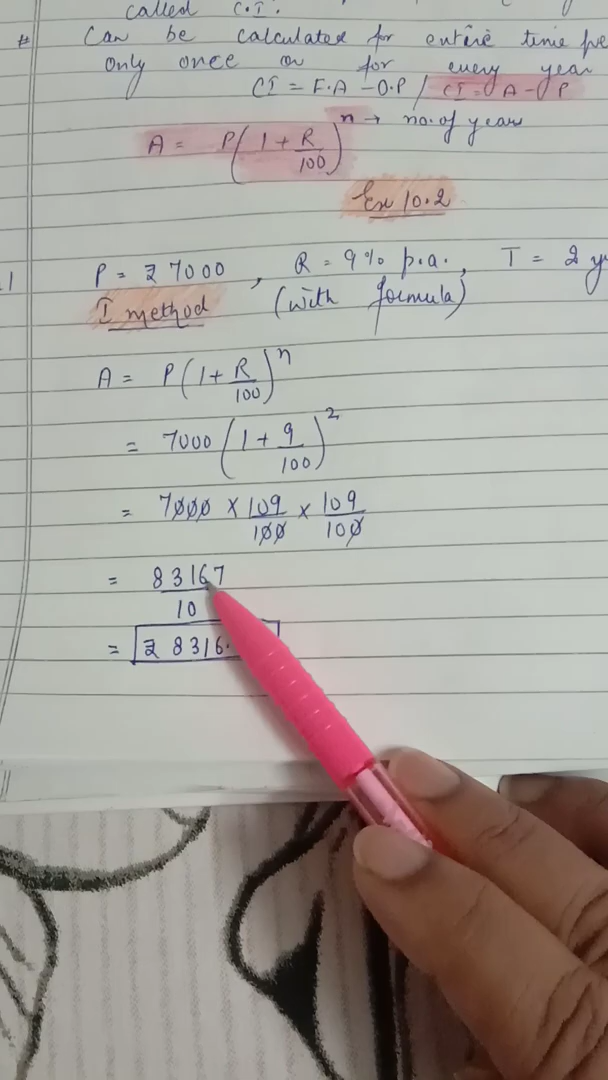 called C.I.
# Can be calculated for entire time pe
only once or for every year
CI = F.A - O.P / CI = A - P
A = P(1 + R/100)^n → no. of years
Ex 10.2
1 P = ₹ 7000 , R = 9% p.a., T = 2 y
I method (with formula)
A = P(1 + R/100)^n
= 7000 (1 + 9/100)^2
= 7000 × 109/100 × 109/100
= 83167/10
= ₹ 8316.